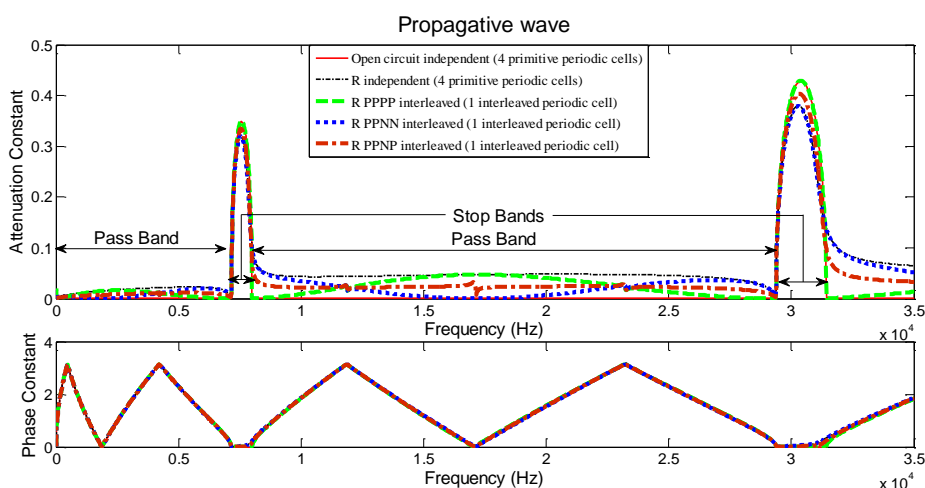 Propagative wave
Attenuation Constant
0.5
0.4
0.3
0.2
0.1
0
Open circuit independent (4 primitive periodic cells)
R independent (4 primitive periodic cells)
R PPPP interleaved (1 interleaved periodic cell)
R PPNN interleaved (1 interleaved periodic cell)
R PPNP interleaved (1 interleaved periodic cell)
Pass Band
Stop Bands
Pass Band
0 0.5 1 1.5 2 2.5 3 3.5
x 10^4
Frequency (Hz)
Phase Constant
4
2
0
0 0.5 1 1.5 2 2.5 3 3.5
x 10^4
Frequency (Hz)